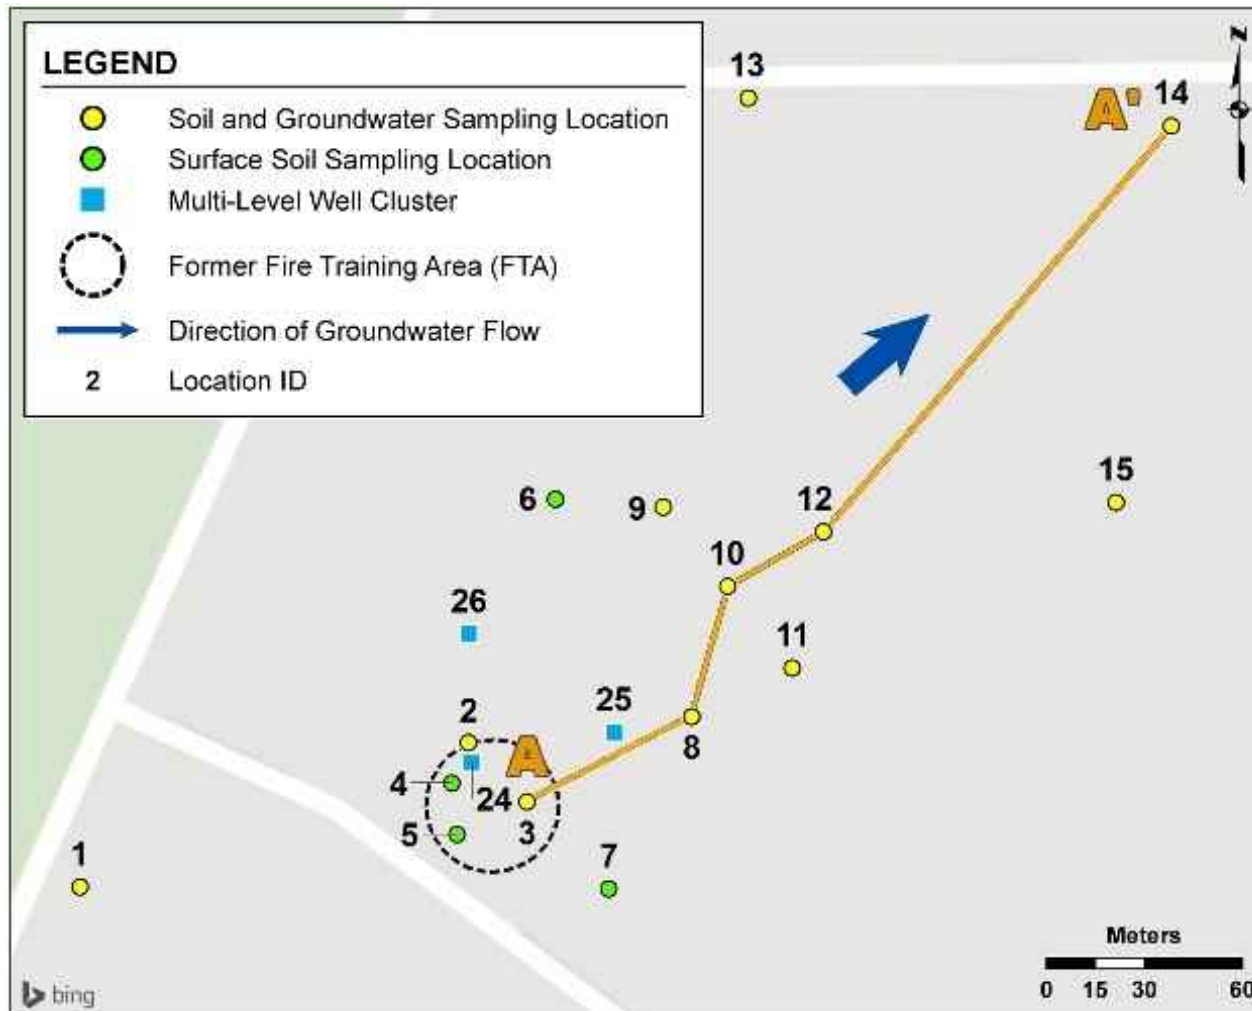 LEGEND
Soil and Groundwater Sampling Location
Surface Soil Sampling Location
Multi-Level Well Cluster
Former Fire Training Area (FTA)
Direction of Groundwater Flow
2 Location ID
N
13
14
A'
15
6
9
12
10
26
11
25
2
8
A
4
24
3
5
7
1
Meters
0 15 30 60
bing